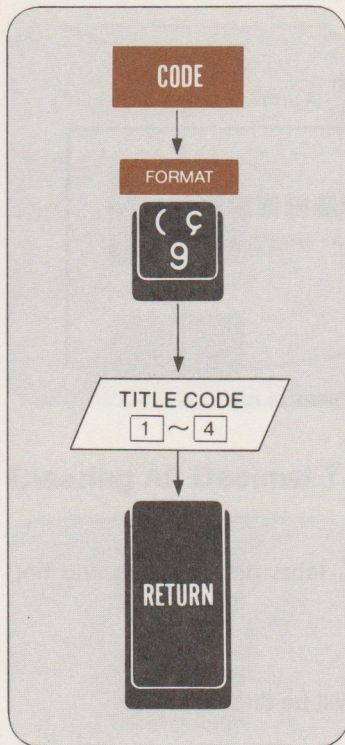 CODE
FORMAT
( Ç
9
TITLE CODE
1 ~ 4
RETURN